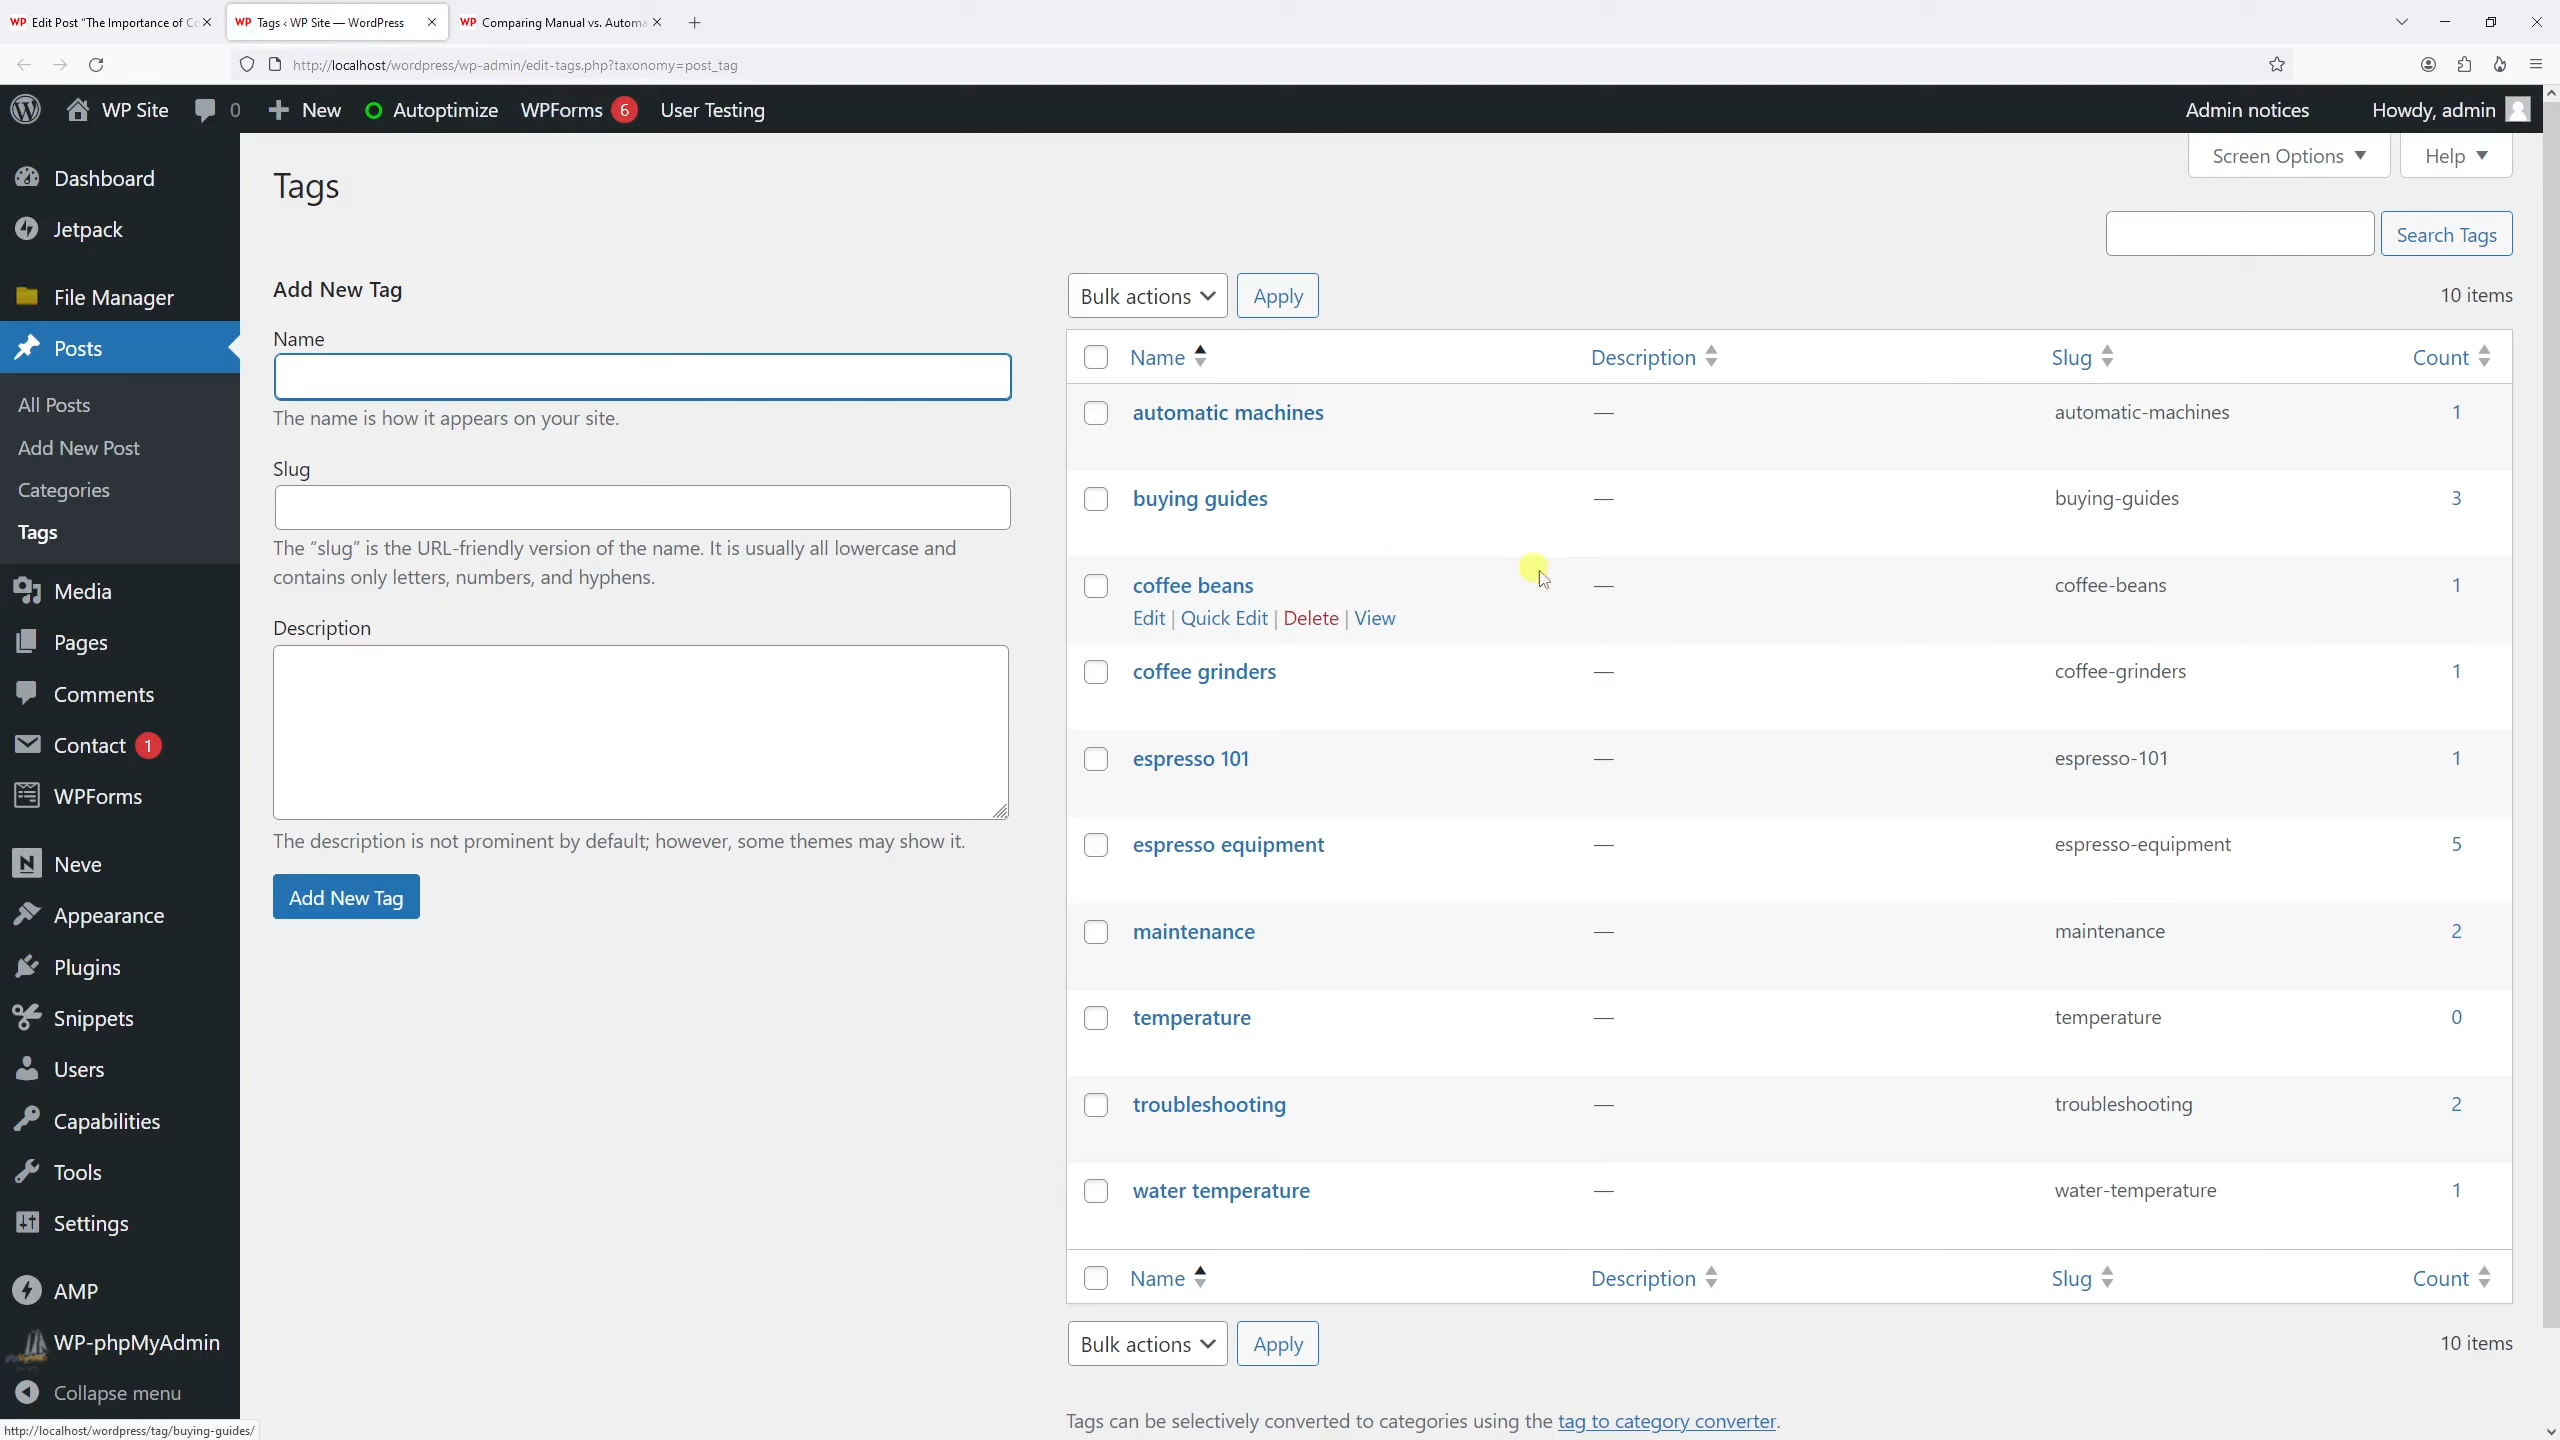 WP Edit Post "The Importance of Co
WP Tags ‹ WP Site — WordPress
WP Comparing Manual vs. Automa
http://localhost/wordpress/wp-admin/edit-tags.php?taxonomy=post_tag
WP Site 0 New Autoptimize WPForms 6 User Testing Admin notices Howdy, admin
Screen Options Help
Tags
Search Tags
Dashboard
Jetpack
File Manager
Posts
All Posts
Add New Post
Categories
Tags
Media
Pages
Comments
Contact 1
WPForms
Neve
Appearance
Plugins
Snippets
Users
Capabilities
Tools
Settings
AMP
WP-phpMyAdmin
Collapse menu
Add New Tag
Name
The name is how it appears on your site.
Slug
The “slug” is the URL-friendly version of the name. It is usually all lowercase and
contains only letters, numbers, and hyphens.
Description
The description is not prominent by default; however, some themes may show it.
Add New Tag
Bulk actions Apply 10 items
Name Description Slug Count
automatic machines — automatic-machines 1
buying guides — buying-guides 3
coffee beans — coffee-beans 1
Edit | Quick Edit | Delete | View
coffee grinders — coffee-grinders 1
espresso 101 — espresso-101 1
espresso equipment — espresso-equipment 5
maintenance — maintenance 2
temperature — temperature 0
troubleshooting — troubleshooting 2
water temperature — water-temperature 1
Name Description Slug Count
Bulk actions Apply 10 items
Tags can be selectively converted to categories using the tag to category converter.
http://localhost/wordpress/tag/buying-guides/